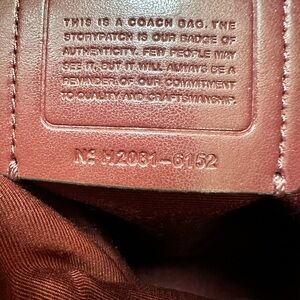 THIS IS A COACH BAG. THE
STORYPATCH IS OUR BADGE OF
AUTHENTICITY. FEW PEOPLE MAY
SEE IT, BUT IT WILL ALWAYS BE A
REMINDER OF OUR COMMITMENT
TO QUALITY AND CRAFTSMANSHIP.
Nº H2081-6152